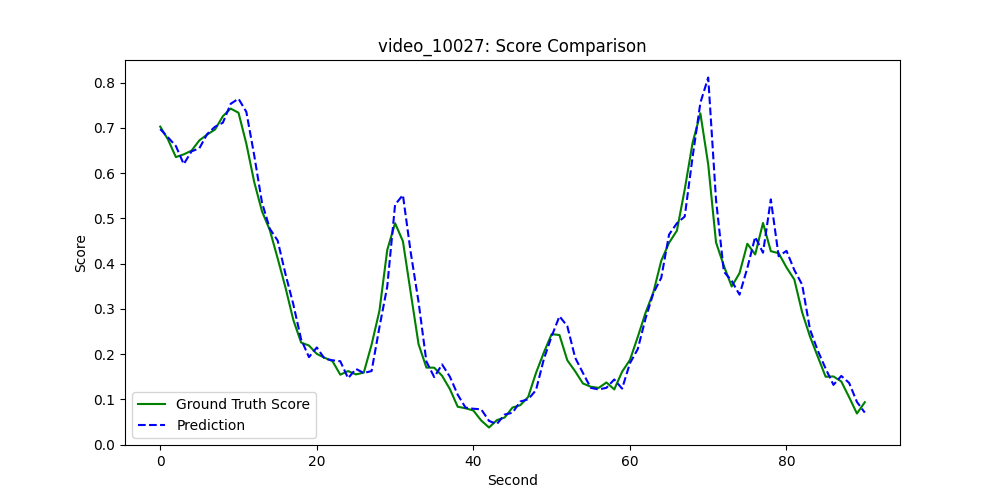 video_10027: Score Comparison
Score
0.8
0.7
0.6
0.5
0.4
0.3
0.2
0.1
0.0
Ground Truth Score
Prediction
0 20 40 60 80
Second